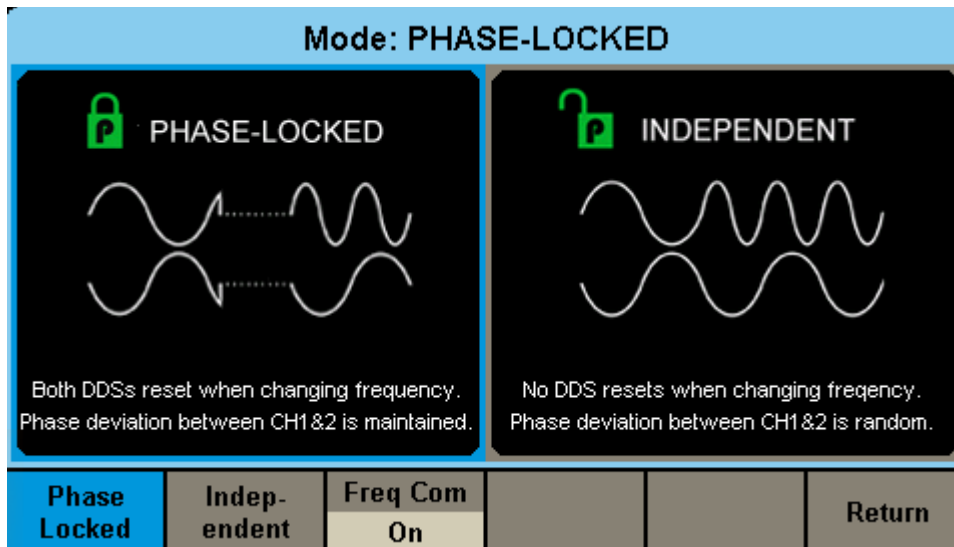 Mode: PHASE-LOCKED
P PHASE-LOCKED
Both DDSs reset when changing frequency.
Phase deviation between CH1&2 is maintained.
P INDEPENDENT
No DDS resets when changing freqency.
Phase deviation between CH1&2 is random.
Phase
Locked
Indep-
endent
Freq Com
On
Return